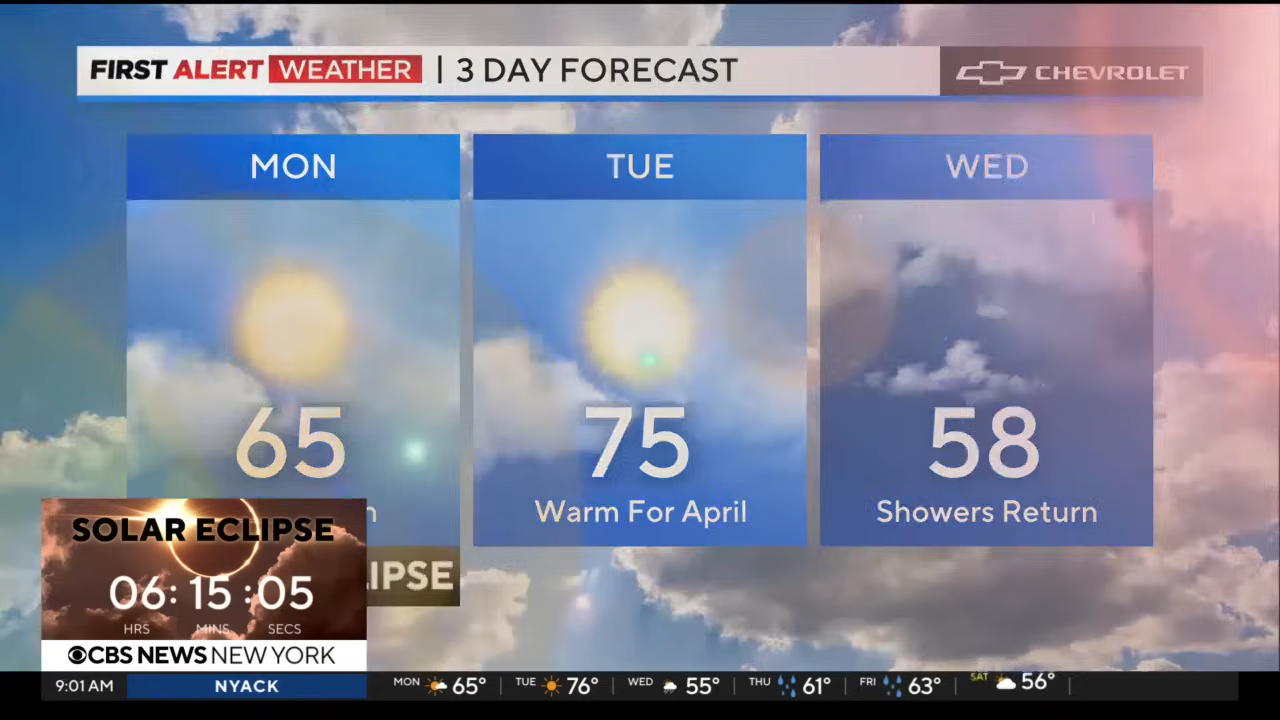 FIRST ALERT WEATHER | 3 DAY FORECAST
CHEVROLET
MON
TUE
WED
65
75
58
Warm For April
Showers Return
SOLAR ECLIPSE
06: 15 :05
HRS MINS SECS
CBS NEWS NEW YORK
9:01 AM
NYACK
MON 65° | TUE 76° | WED 55° | THU 61° | FRI 63° | SAT 56° |